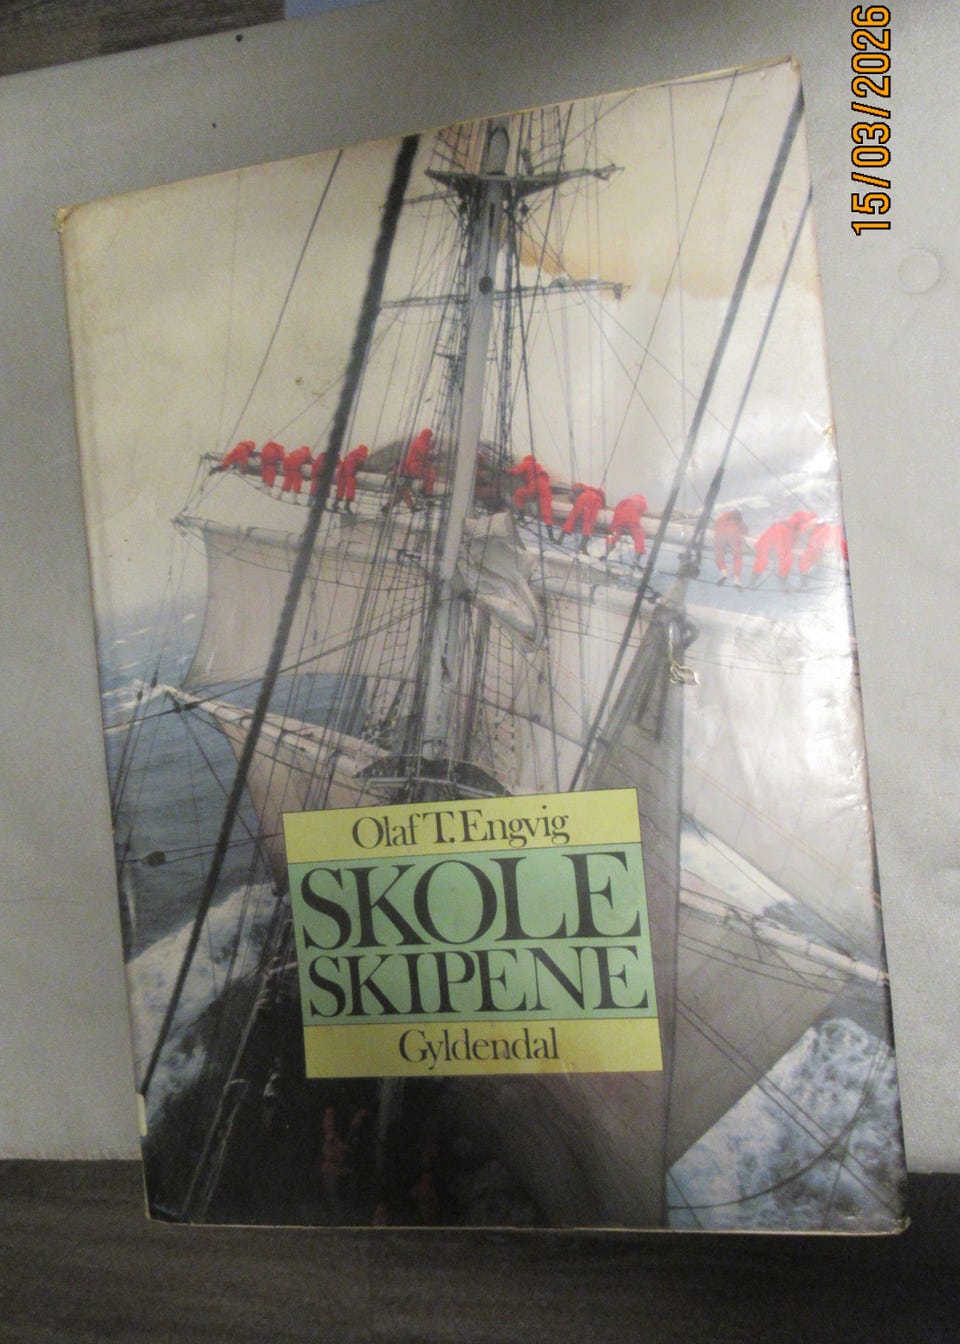 15/03/2026
Olaf T. Engvig
SKOLE
SKIPENE
Gyldendal